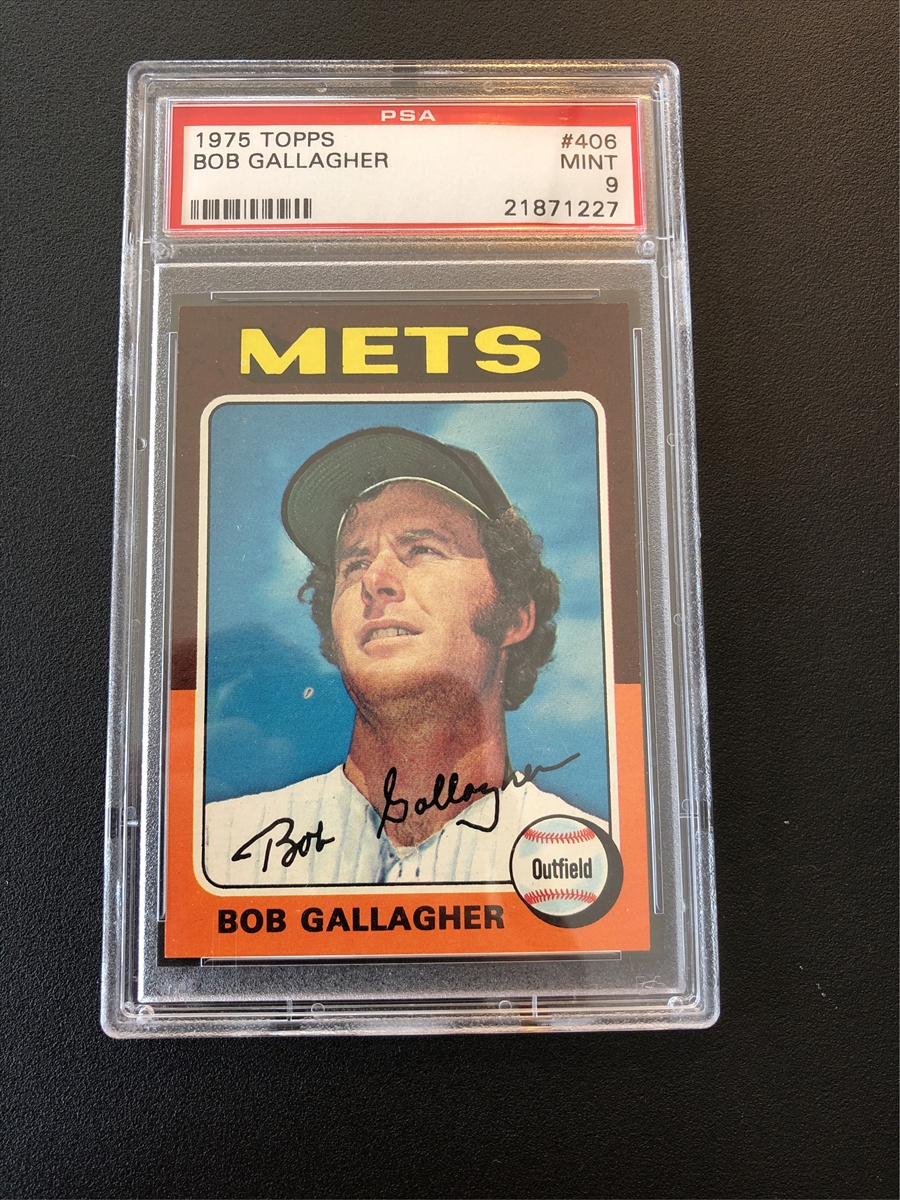 PSA
1975 TOPPS #406
BOB GALLAGHER MINT
9
21871227
METS
Bob Gallagher
Outfield
BOB GALLAGHER